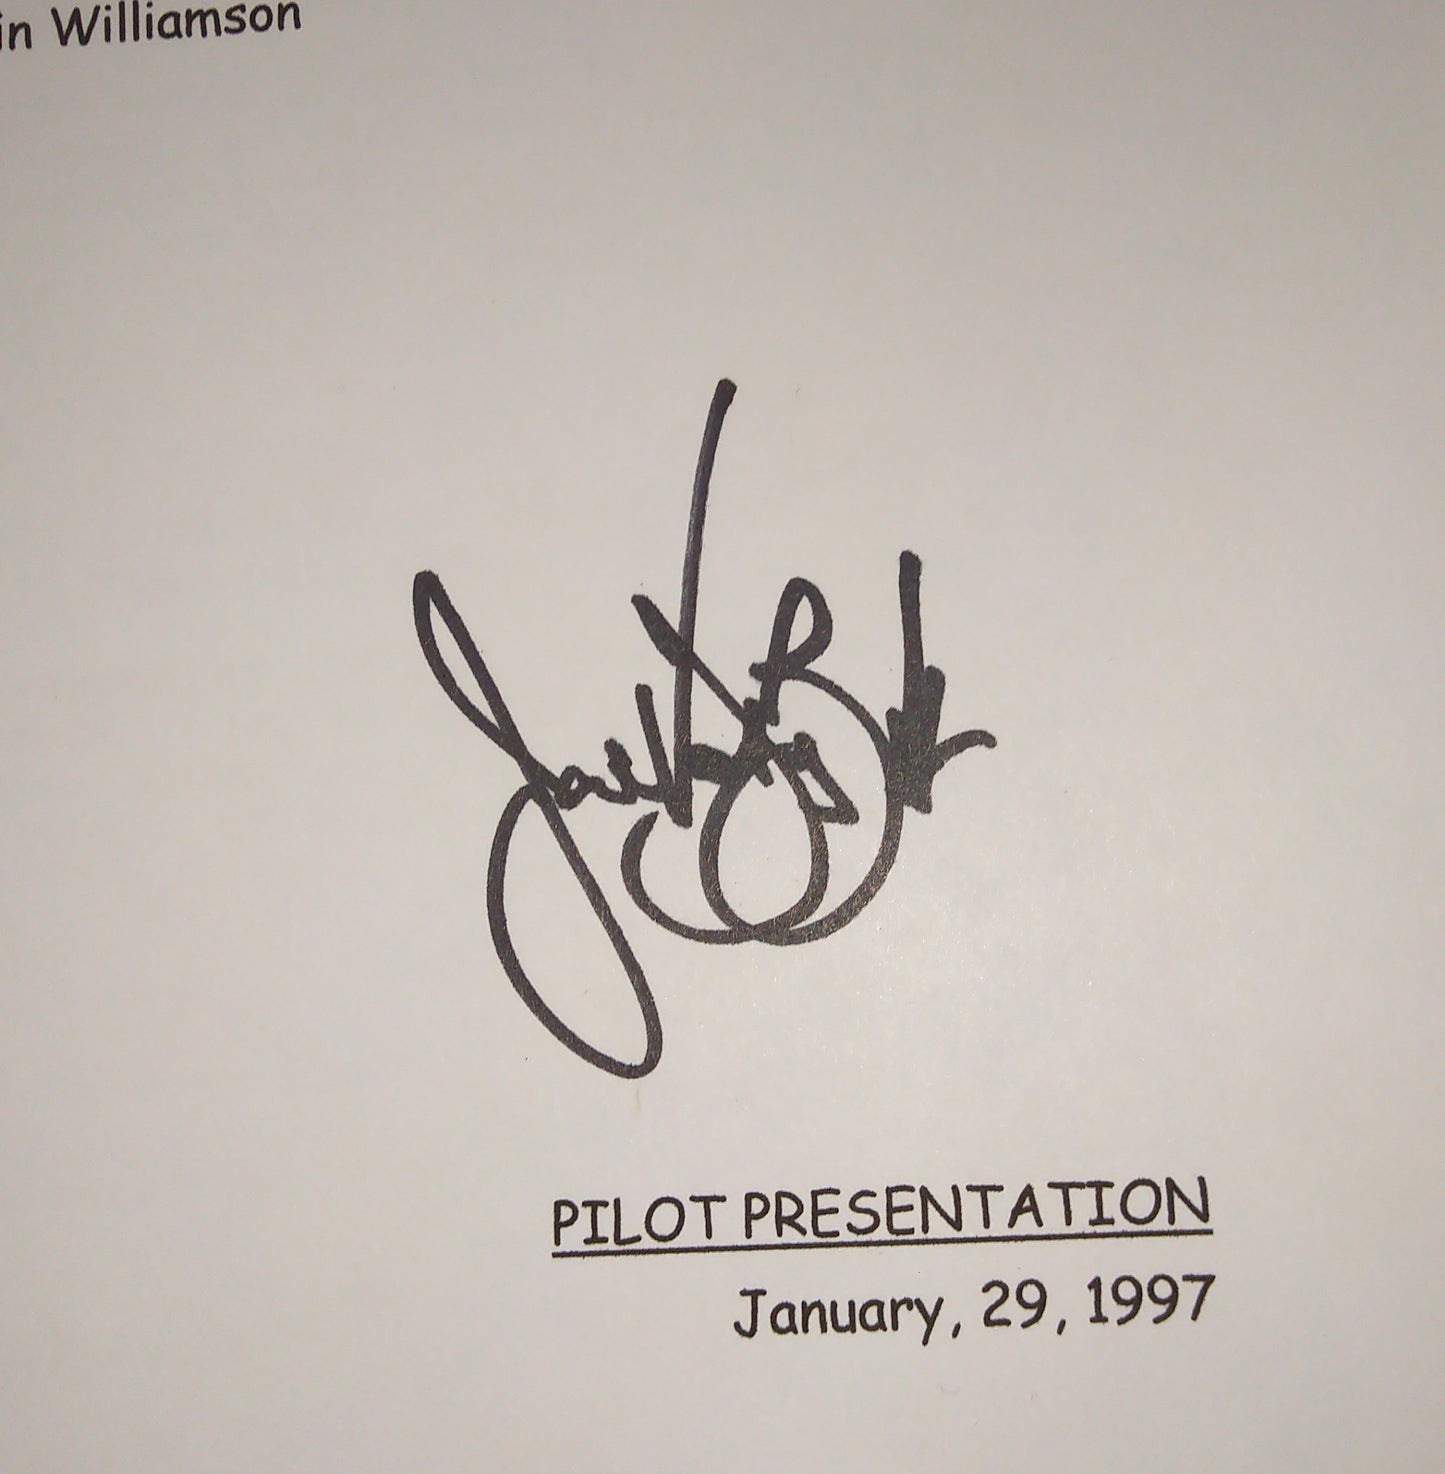 in Williamson
PILOT PRESENTATION
January, 29, 1997